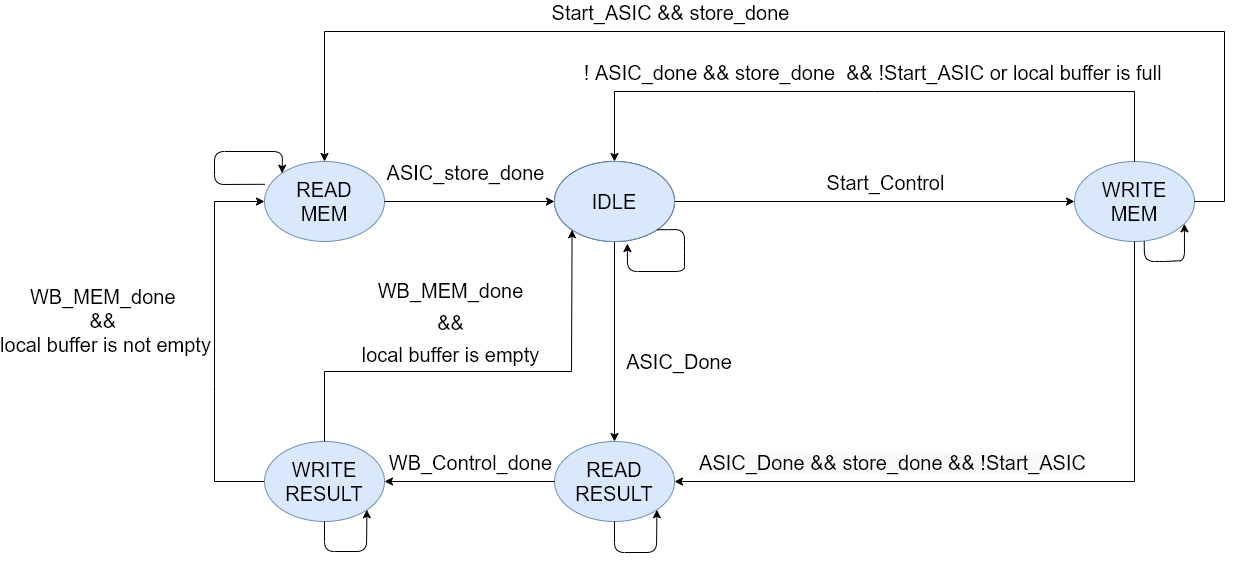 Start_ASIC && store_done
! ASIC_done && store_done  && !Start_ASIC or local buffer is full
READ
MEM
ASIC_store_done
IDLE
Start_Control
WRITE
MEM
WB_MEM_done
&&
local buffer is not empty
WB_MEM_done
&&
local buffer is empty
ASIC_Done
WRITE
RESULT
WB_Control_done
READ
RESULT
ASIC_Done && store_done && !Start_ASIC